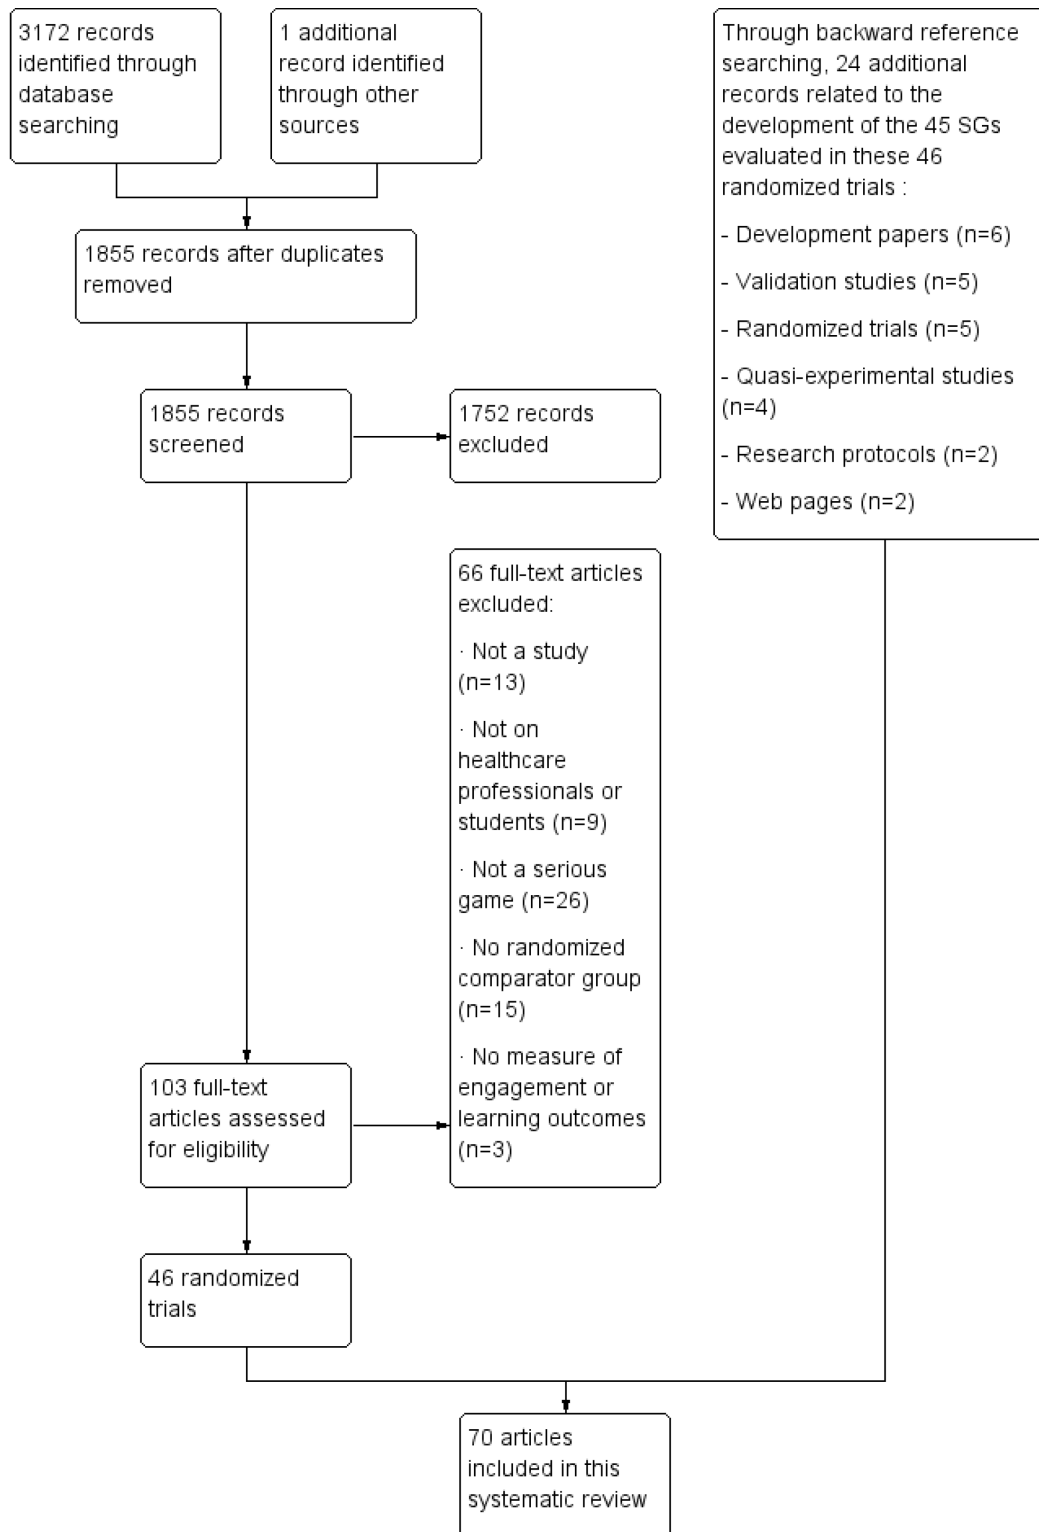 3172 records
identified through
database
searching
1 additional
record identified
through other
sources
1855 records after duplicates
removed
1855 records
screened
1752 records
excluded
66 full-text articles
excluded:
· Not a study
(n=13)
· Not on
healthcare
professionals or
students (n=9)
· Not a serious
game (n=26)
· No randomized
comparator group
(n=15)
· No measure of
engagement or
learning outcomes
(n=3)
103 full-text
articles assessed
for eligibility
46 randomized
trials
Through backward reference
searching, 24 additional
records related to the
development of the 45 SGs
evaluated in these 46
randomized trials :
- Development papers (n=6)
- Validation studies (n=5)
- Randomized trials (n=5)
- Quasi-experimental studies
(n=4)
- Research protocols (n=2)
- Web pages (n=2)
70 articles
included in this
systematic review